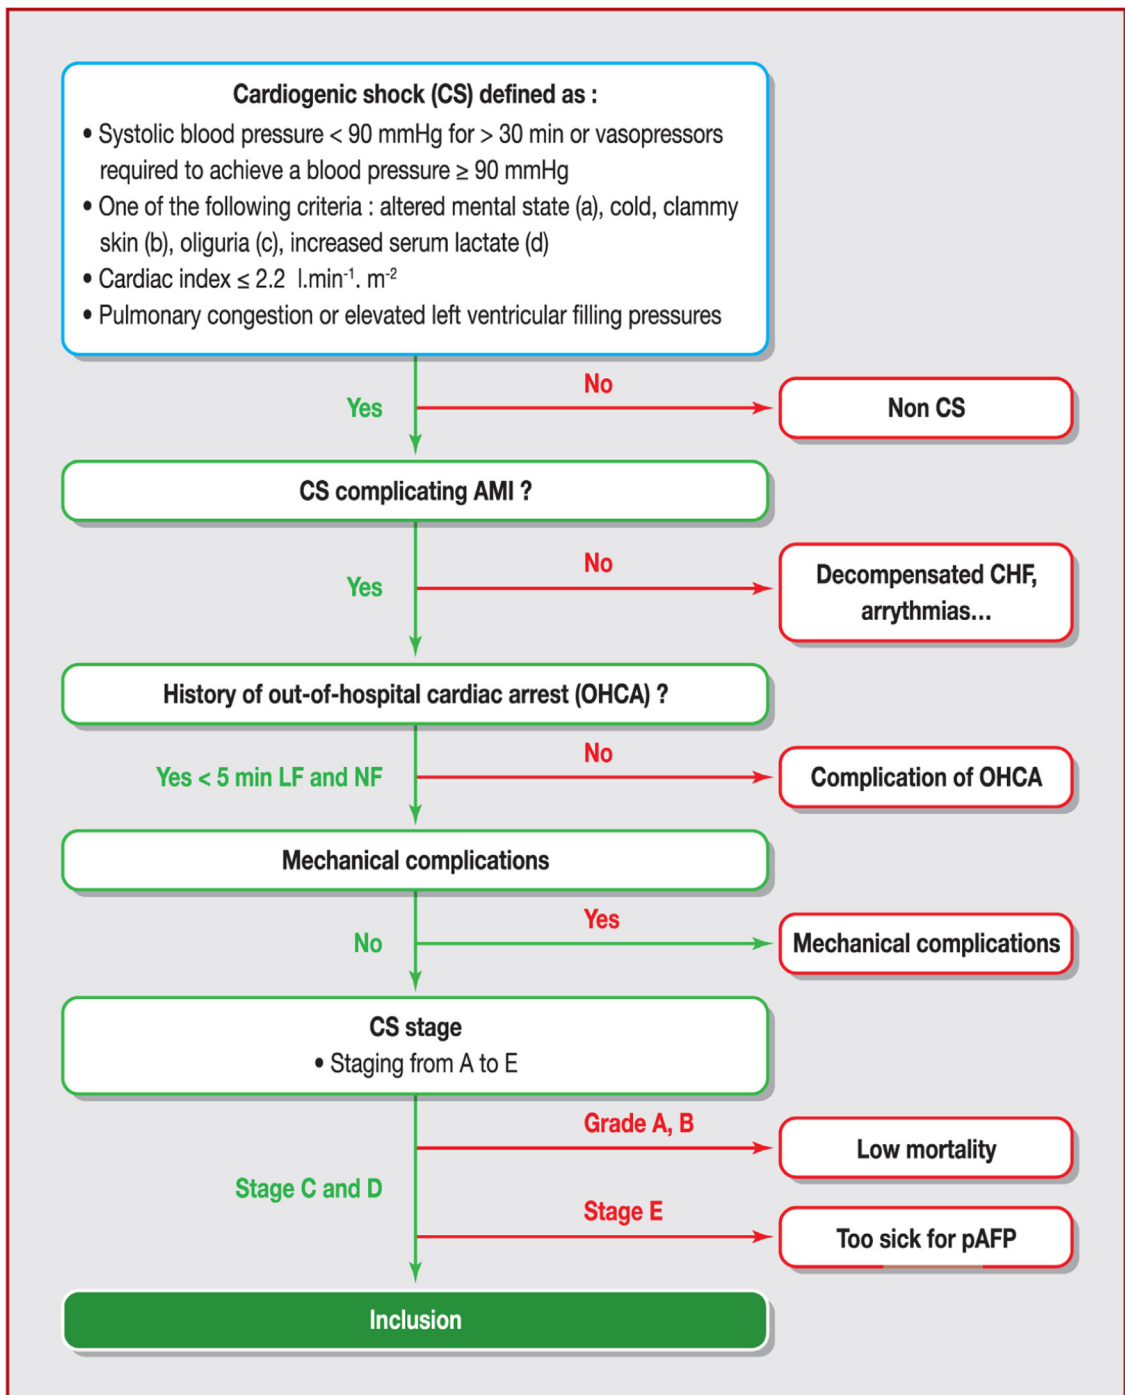 Cardiogenic shock (CS) defined as :
• Systolic blood pressure < 90 mmHg for > 30 min or vasopressors
required to achieve a blood pressure ≥ 90 mmHg
• One of the following criteria : altered mental state (a), cold, clammy
skin (b), oliguria (c), increased serum lactate (d)
• Cardiac index ≤ 2.2 l.min⁻¹. m⁻²
• Pulmonary congestion or elevated left ventricular filling pressures
No
Yes
Non CS
CS complicating AMI ?
No
Yes
Decompensated CHF,
arrythmias...
History of out-of-hospital cardiac arrest (OHCA) ?
No
Yes < 5 min LF and NF
Complication of OHCA
Mechanical complications
Yes
No
Mechanical complications
CS stage
• Staging from A to E
Grade A, B
Low mortality
Stage C and D
Stage E
Too sick for pAFP
Inclusion